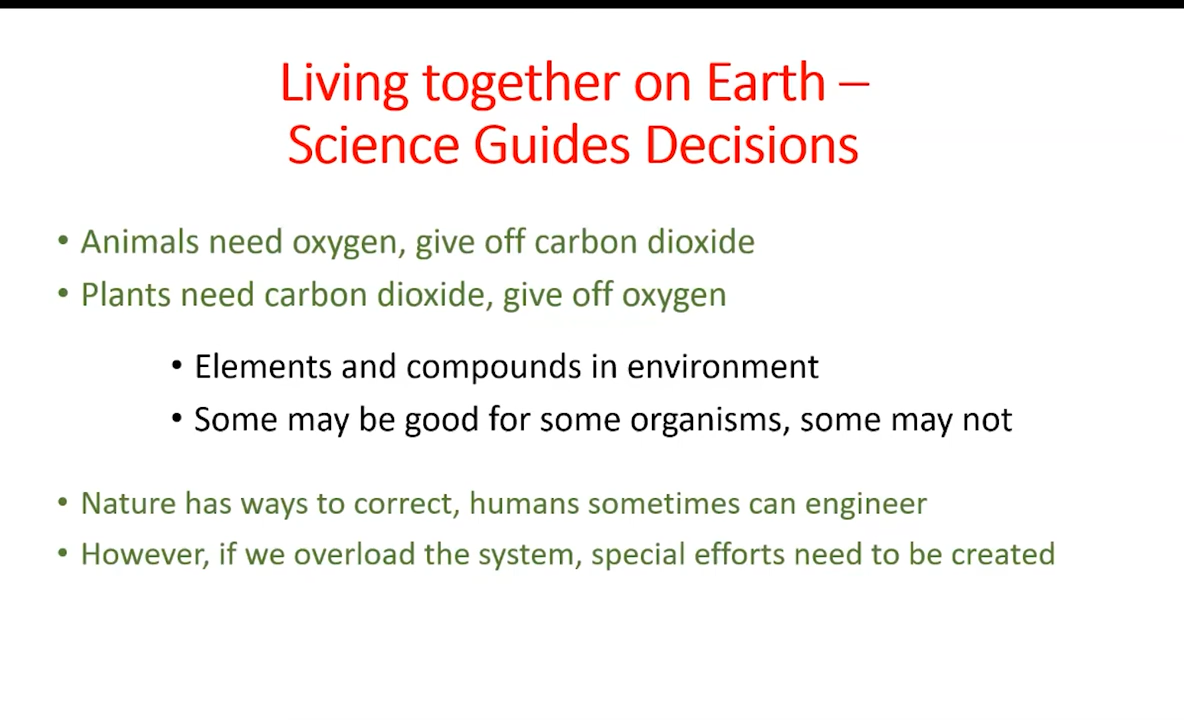 Living together on Earth –
Science Guides Decisions
• Animals need oxygen, give off carbon dioxide
• Plants need carbon dioxide, give off oxygen
• Elements and compounds in environment
• Some may be good for some organisms, some may not
• Nature has ways to correct, humans sometimes can engineer
• However, if we overload the system, special efforts need to be created